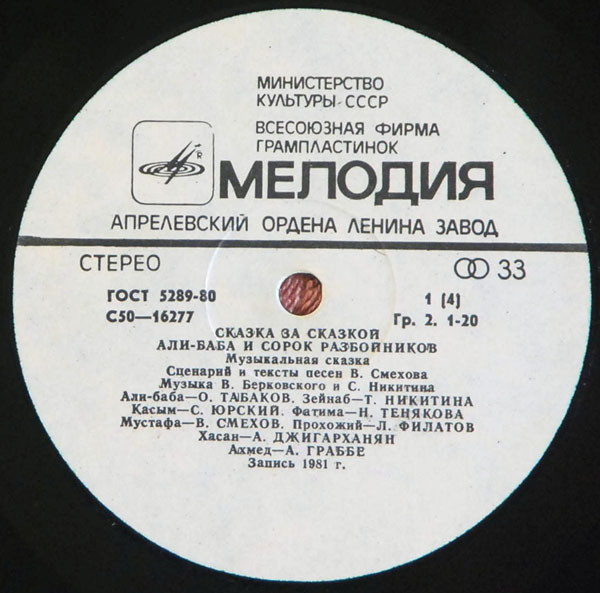 МИНИСТЕРСТВО
КУЛЬТУРЫ-СССР
ВСЕСОЮЗНАЯ ФИРМА
ГРАМПЛАСТИНОК
R
МЕЛОДИЯ
АПРЕЛЕВСКИЙ ОРДЕНА ЛЕНИНА ЗАВОД
СТЕРЕО
33
ГОСТ 5289-80
1 (4)
С50—16277
Гр. 2. 1-20
СКАЗКА ЗА СКАЗКОЙ
АЛИ-БАБА И СОРОК РАЗБОЙНИКОВ
Музыкальная сказка
Сценарий и тексты песен В. Смехова
Музыка В. Берковского и С. Никитина
Али-баба—О. ТАБАКОВ. Зейнаб—Т. НИКИТИНА
Касым—С. ЮРСКИЙ. Фатима—Н. ТЕНЯКОВА
Мустафа—В. СМЕХОВ. Прохожий—Л. ФИЛАТОВ
Хасан—А. ДЖИГАРХАНЯН
Ахмед—А. ГРАББЕ
Запись 1981 г.